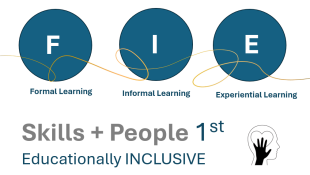 F I E
Formal Learning Informal Learning Experiential Learning
Skills + People 1st
Educationally INCLUSIVE